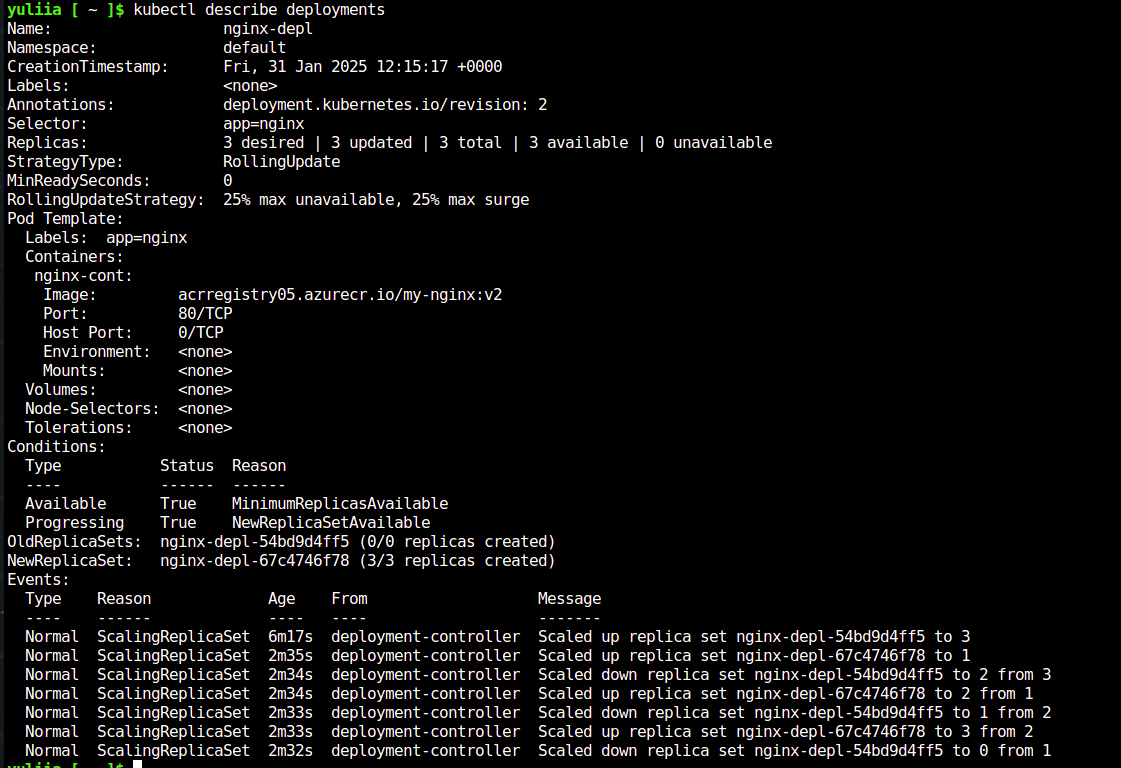 yuliia [ ~ ]$ kubectl describe deployments
Name:                   nginx-depl
Namespace:              default
CreationTimestamp:      Fri, 31 Jan 2025 12:15:17 +0000
Labels:                 <none>
Annotations:            deployment.kubernetes.io/revision: 2
Selector:               app=nginx
Replicas:               3 desired | 3 updated | 3 total | 3 available | 0 unavailable
StrategyType:           RollingUpdate
MinReadySeconds:        0
RollingUpdateStrategy:  25% max unavailable, 25% max surge
Pod Template:
  Labels:  app=nginx
  Containers:
   nginx-cont:
    Image:         acrregistry05.azurecr.io/my-nginx:v2
    Port:          80/TCP
    Host Port:     0/TCP
    Environment:   <none>
    Mounts:        <none>
  Volumes:         <none>
  Node-Selectors:  <none>
  Tolerations:     <none>
Conditions:
  Type           Status  Reason
  ----           ------  ------
  Available      True    MinimumReplicasAvailable
  Progressing    True    NewReplicaSetAvailable
OldReplicaSets:  nginx-depl-54bd9d4ff5 (0/0 replicas created)
NewReplicaSet:   nginx-depl-67c4746f78 (3/3 replicas created)
Events:
  Type    Reason             Age    From                   Message
  ----    ------             ----   ----                   -------
  Normal  ScalingReplicaSet  6m17s  deployment-controller  Scaled up replica set nginx-depl-54bd9d4ff5 to 3
  Normal  ScalingReplicaSet  2m35s  deployment-controller  Scaled up replica set nginx-depl-67c4746f78 to 1
  Normal  ScalingReplicaSet  2m34s  deployment-controller  Scaled down replica set nginx-depl-54bd9d4ff5 to 2 from 3
  Normal  ScalingReplicaSet  2m34s  deployment-controller  Scaled up replica set nginx-depl-67c4746f78 to 2 from 1
  Normal  ScalingReplicaSet  2m33s  deployment-controller  Scaled down replica set nginx-depl-54bd9d4ff5 to 1 from 2
  Normal  ScalingReplicaSet  2m33s  deployment-controller  Scaled up replica set nginx-depl-67c4746f78 to 3 from 2
  Normal  ScalingReplicaSet  2m32s  deployment-controller  Scaled down replica set nginx-depl-54bd9d4ff5 to 0 from 1
yuliia [ ~ ]$